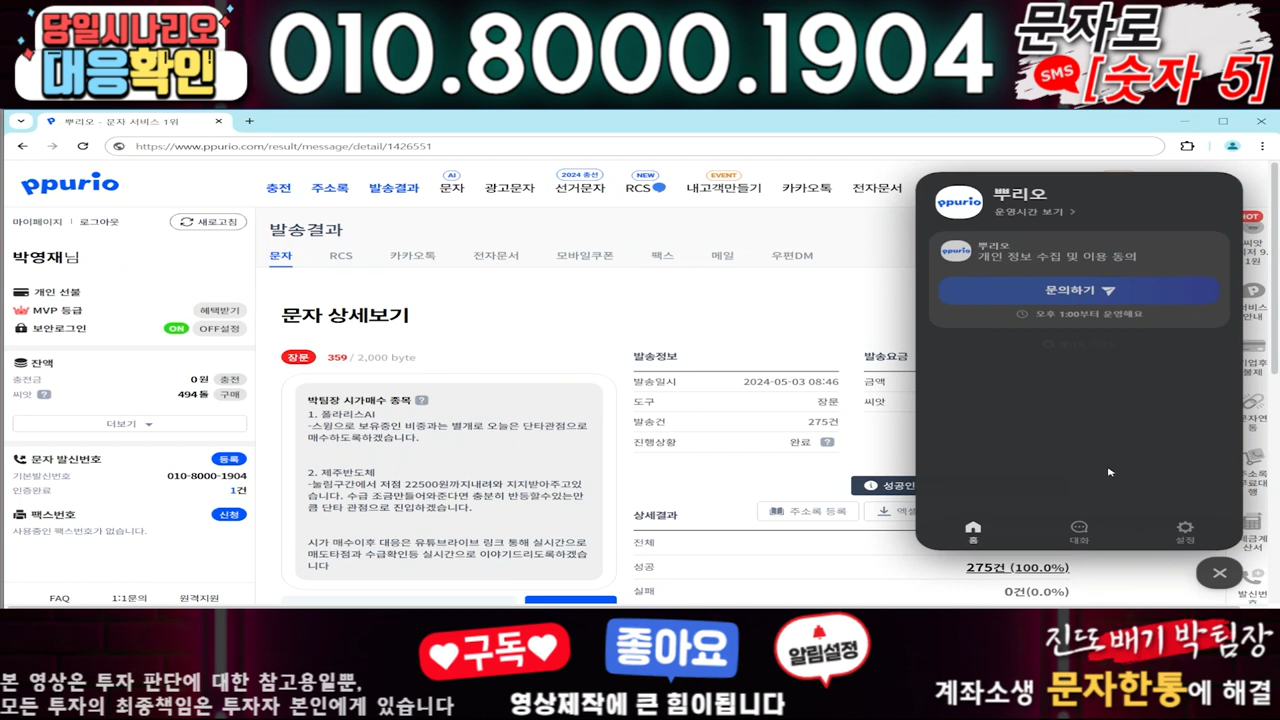 당일시나리오
대응확인
010.8000.1904
문자로
SMS
[숫자 5]
뿌리오 - 문자 서비스 1위
https://www.ppurio.com/result/message/detail/1426551
ppurio
충전
주소록
발송결과
AI
문자
광고문자
2024 총선
선거문자
NEW
RCS
EVENT
내고객만들기
카카오톡
전자문서
마이페이지
로그아웃
새로고침
박영재님
개인 선불
MVP 등급
혜택받기
보안로그인
ON
OFF설정
잔액
충전금
0 원
충전
씨앗
494 톨
구매
더보기
문자 발신번호
등록
기본발신번호
010-8000-1904
인증완료
1건
팩스번호
신청
사용중인 팩스번호가 없습니다.
FAQ
1:1문의
원격지원
발송결과
문자
RCS
카카오톡
전자문서
모바일쿠폰
팩스
메일
우편DM
문자 상세보기
장문
359 / 2,000 byte
박팀장 시가매수 종목
1. 폴라리스AI
-스윙으로 보유중인 비중과는 별개로 오늘은 단타관점으로
매수하도록하겠습니다.
2. 제주반도체
-눌림구간에서 저점 22500원까지내려와 지지받아주고있
습니다. 수급 조금만들어와준다면 충분히 반등할수있는만
큼 단타 관점으로 진입하겠습니다.
시가 매수이후 대응은 유튜브라이브 링크 통해 실시간으로
매도타점과 수급확인등 실시간으로 이야기드리도록하겠습
니다
발송정보
발송일시
2024-05-03 08:46
도구
장문
발송건
275건
진행상황
완료
발송요금
금액
씨앗
성공인
상세결과
주소록 등록
엑셀
전체
성공
275건 (100.0%)
실패
0건(0.0%)
ppurio
뿌리오
운영시간 보기 >
ppurio
뿌리오
개인 정보 수집 및 이용 동의
문의하기
오후 1:00부터 운영해요
홈
대화
설정
HOT
본 영상은 투자 판단에 대한 참고용일뿐,
모든 투자의 최종책임은 투자자 본인에게 있습니다
구독
좋아요
알림설정
영상제작에 큰 힘이됩니다
진또배기 박팀장
계좌소생 문자한통에 해결